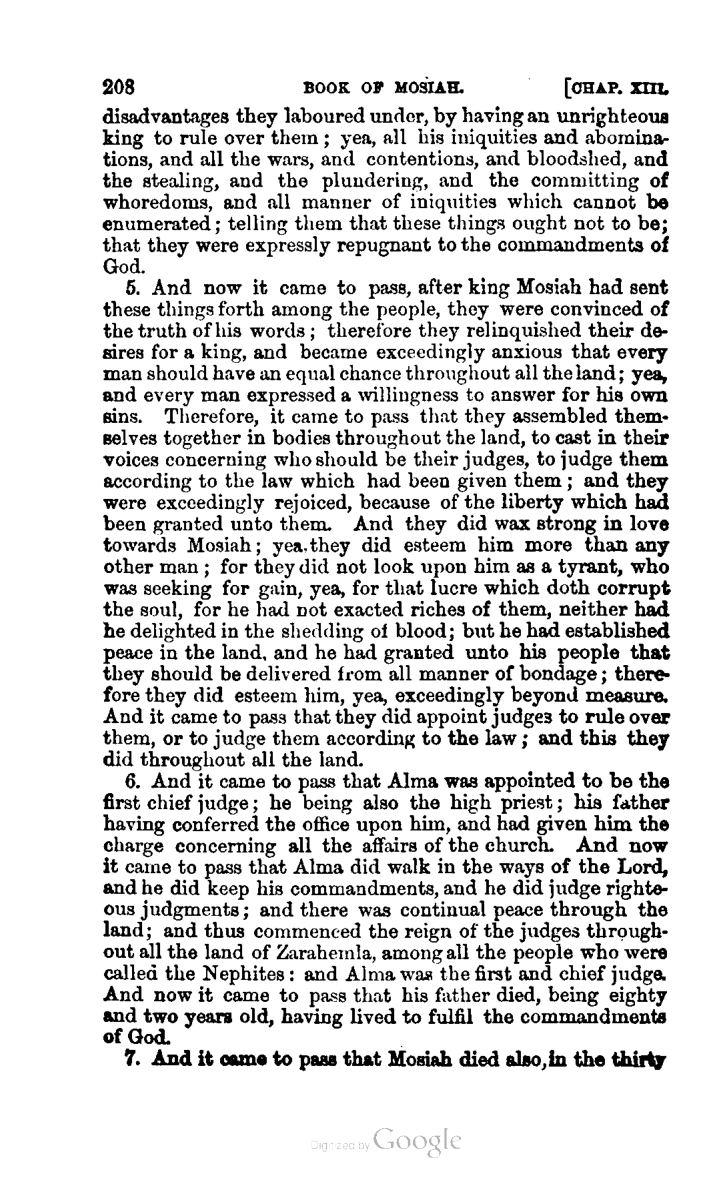 208 BOOK OF MOSIAH. [CHAP. XIII.
disadvantages they laboured under, by having an unrighteous
king to rule over them; yea, all his iniquities and abomina-
tions, and all the wars, and contentions, and bloodshed, and
the stealing, and the plundering, and the committing of
whoredoms, and all manner of iniquities which cannot be
enumerated; telling them that these things ought not to be;
that they were expressly repugnant to the commandments of
God.
5. And now it came to pass, after king Mosiah had sent
these things forth among the people, they were convinced of
the truth of his words; therefore they relinquished their de-
sires for a king, and became exceedingly anxious that every
man should have an equal chance throughout all the land; yea,
and every man expressed a willingness to answer for his own
sins. Therefore, it came to pass that they assembled them-
selves together in bodies throughout the land, to cast in their
voices concerning who should be their judges, to judge them
according to the law which had been given them; and they
were exceedingly rejoiced, because of the liberty which had
been granted unto them. And they did wax strong in love
towards Mosiah; yea, they did esteem him more than any
other man; for they did not look upon him as a tyrant, who
was seeking for gain, yea, for that lucre which doth corrupt
the soul, for he had not exacted riches of them, neither had
he delighted in the shedding of blood; but he had established
peace in the land, and he had granted unto his people that
they should be delivered from all manner of bondage; there-
fore they did esteem him, yea, exceedingly beyond measure.
And it came to pass that they did appoint judges to rule over
them, or to judge them according to the law; and this they
did throughout all the land.
6. And it came to pass that Alma was appointed to be the
first chief judge; he being also the high priest; his father
having conferred the office upon him, and had given him the
charge concerning all the affairs of the church. And now
it came to pass that Alma did walk in the ways of the Lord,
and he did keep his commandments, and he did judge righte-
ous judgments; and there was continual peace through the
land; and thus commenced the reign of the judges through-
out all the land of Zarahemla, among all the people who were
called the Nephites: and Alma was the first and chief judge.
And now it came to pass that his father died, being eighty
and two years old, having lived to fulfil the commandments
of God.
7. And it came to pass that Mosiah died also, in the thirty
Digitized by Google